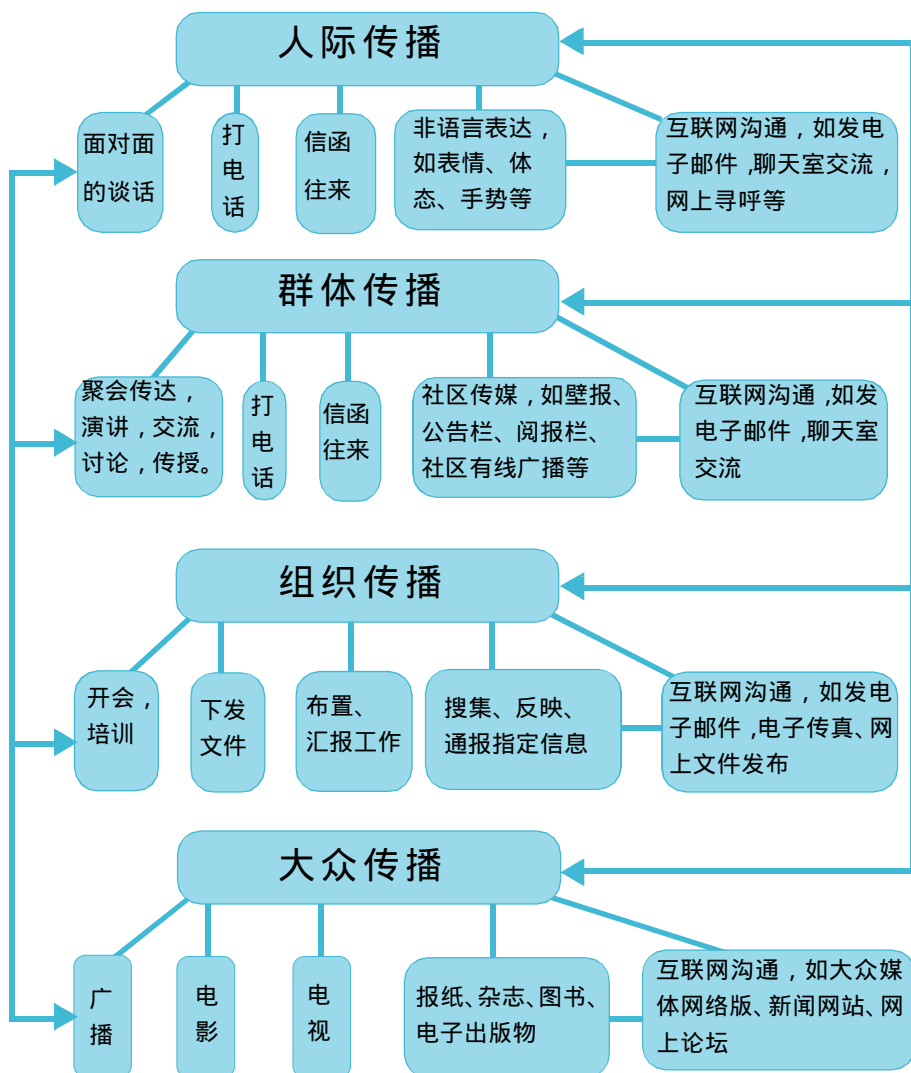 人际传播
面对面
的谈话
打
电
话
信函
往来
非语言表达，
如表情、体
态、手势等
互联网沟通，如发电
子邮件,聊天室交流，
网上寻呼等
群体传播
聚会传达，
演讲，交流，
讨论，传授。
打
电
话
信函
往来
社区传媒，如壁报、
公告栏、阅报栏、
社区有线广播等
互联网沟通,如发
电子邮件,聊天室
交流
组织传播
开会，
培训
下发
文件
布置、
汇报工作
搜集、反映、
通报指定信息
互联网沟通，如发电
子邮件,电子传真、网
上文件发布
大众传播
广
播
电
影
电
视
报纸、杂志、图书、
电子出版物
互联网沟通，如大众媒
体网络版、新闻网站、网
上论坛